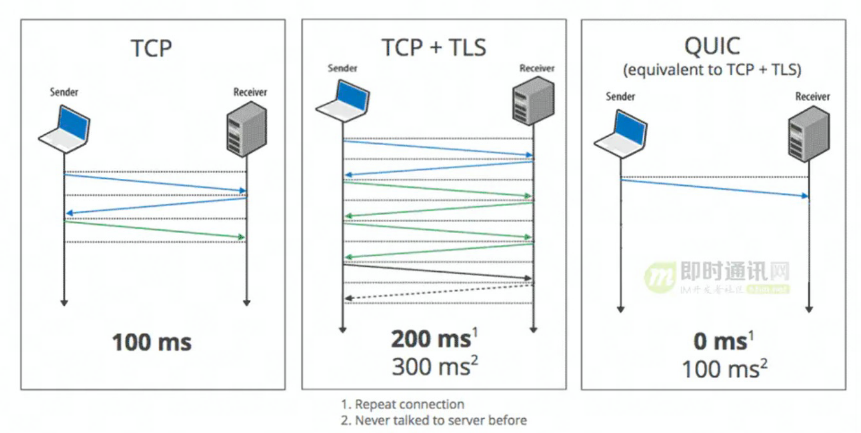 TCP
Sender
Receiver
100 ms
TCP + TLS
Sender
Receiver
200 ms¹
300 ms²
QUIC
(equivalent to TCP + TLS)
Sender
Receiver
即时通讯网
0 ms¹
100 ms²
1. Repeat connection
2. Never talked to server before